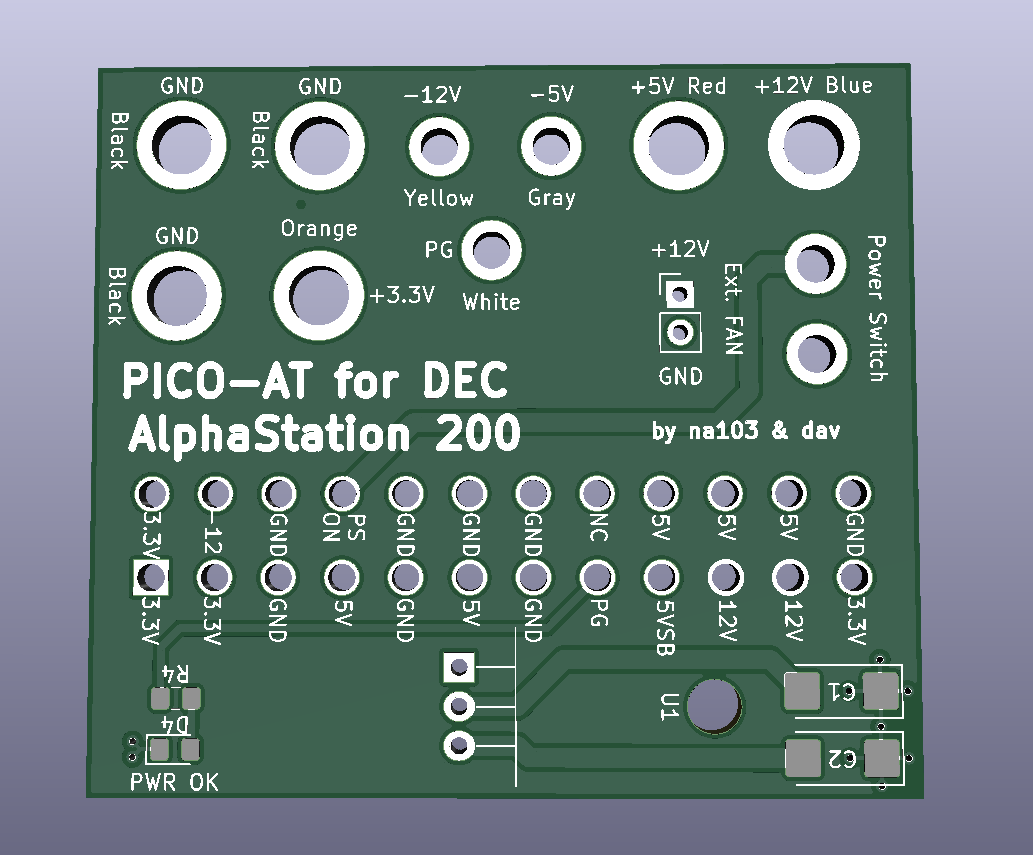 GND
GND
-12V
-5V
+5V Red
+12V Blue
Black
Black
Yellow
Gray
GND
Orange
PG
+12V
Power Switch
Black
+3.3V
White
Ext. FAN
GND
PICO-AT for DEC
AlphaStation 200
by na103 & dav
3.3V
-12
GND
PS
ON
GND
GND
GND
NC
5V
5V
5V
GND
3.3V
3.3V
GND
5V
GND
5V
GND
PG
5VSB
12V
12V
3.3V
R4
D4
U1
C1
C2
PWR OK